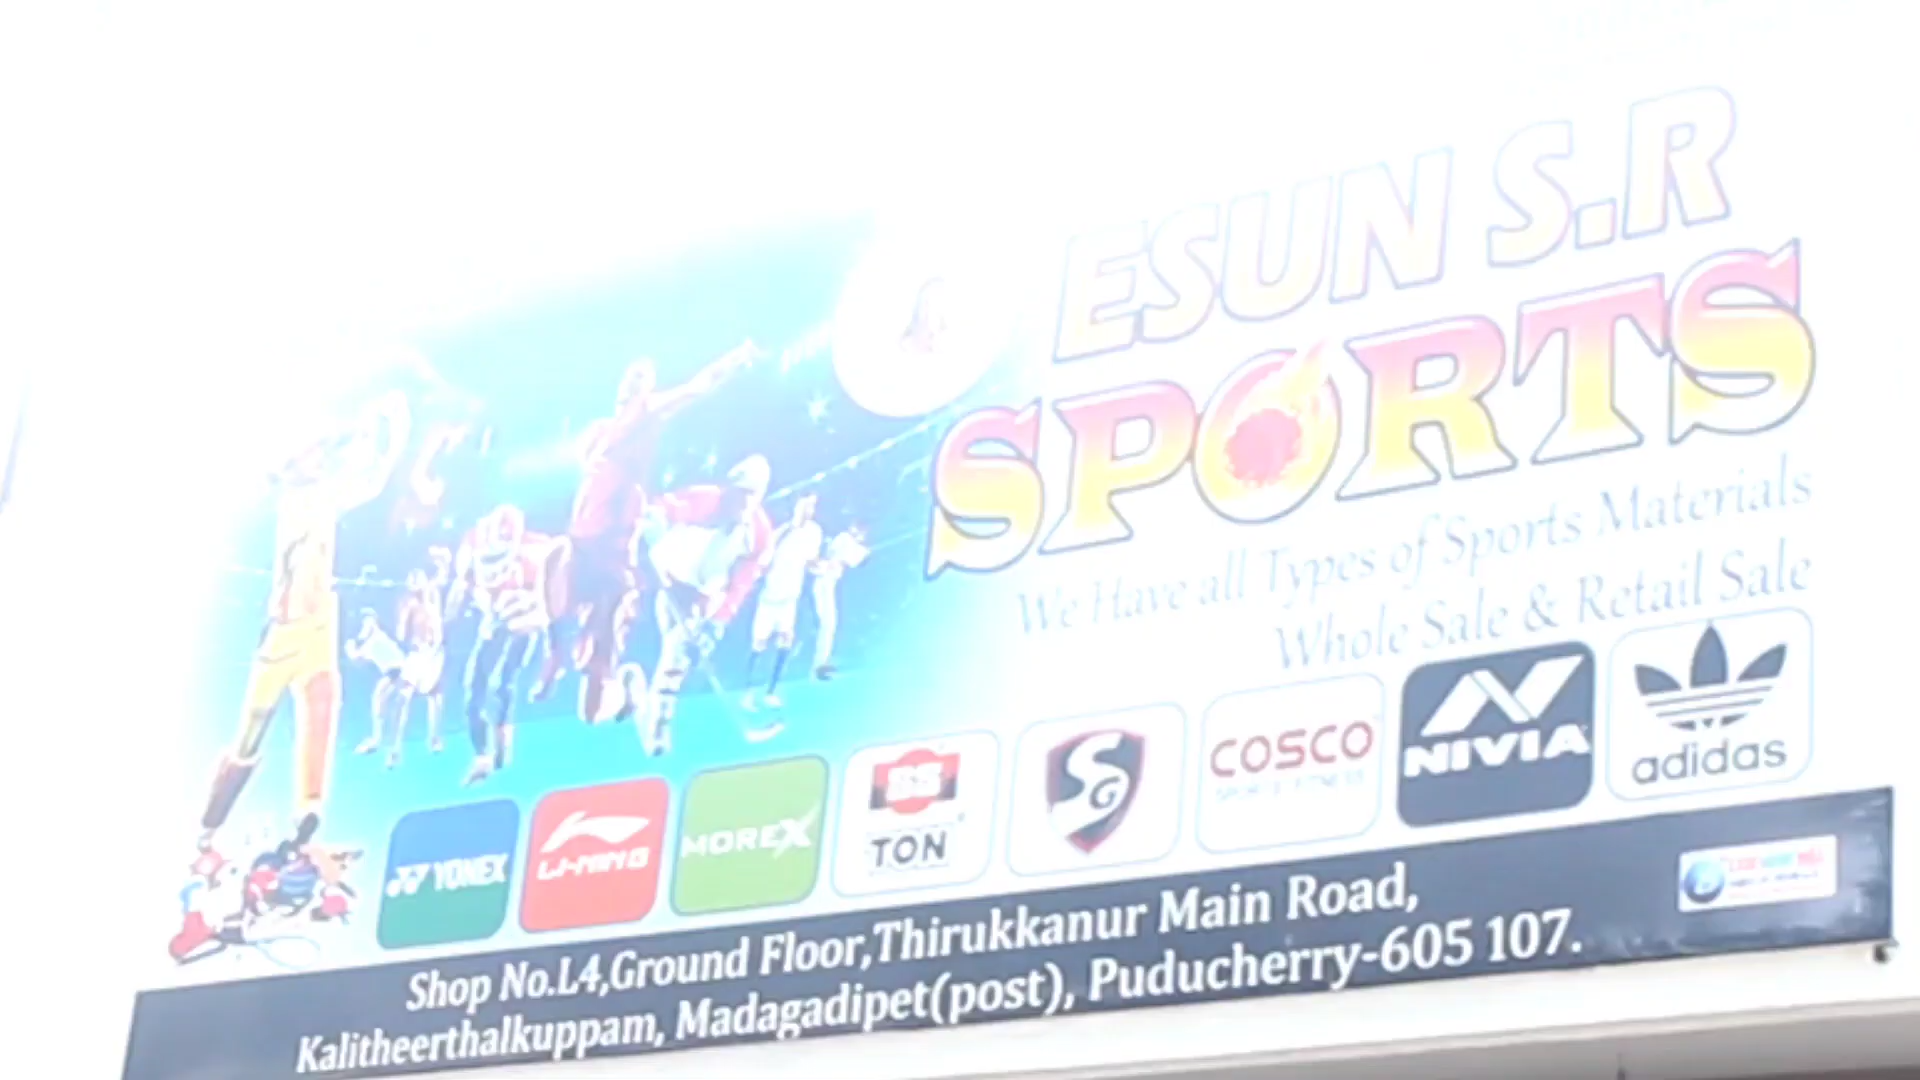 ESUN S.R
SPORTS
We Have all Types of Sports Materials
Whole Sale & Retail Sale
YONEX
LI-NING
MOREX
SS
TON
SG
COSCO
NIVIA
adidas
Shop No.L4,Ground Floor,Thirukkanur Main Road,
Kalitheerthalkuppam, Madagadipet(post), Puducherry-605 107.